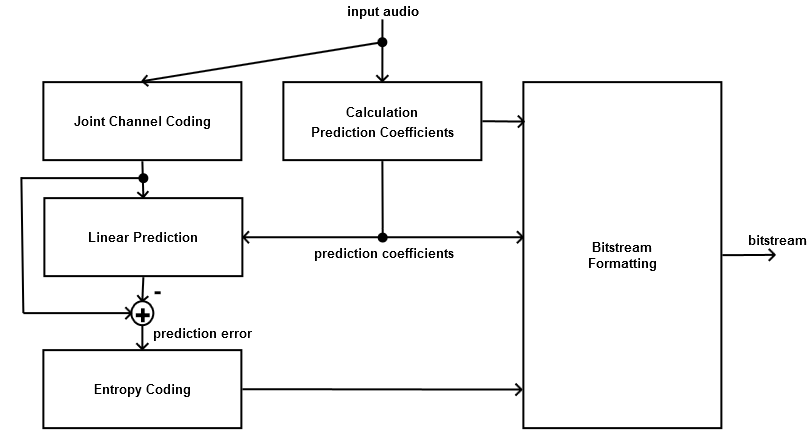 input audio
Joint Channel Coding
Calculation
Prediction Coefficients
Linear Prediction
prediction coefficients
Bitstream
Formatting
bitstream
-
+
prediction error
Entropy Coding